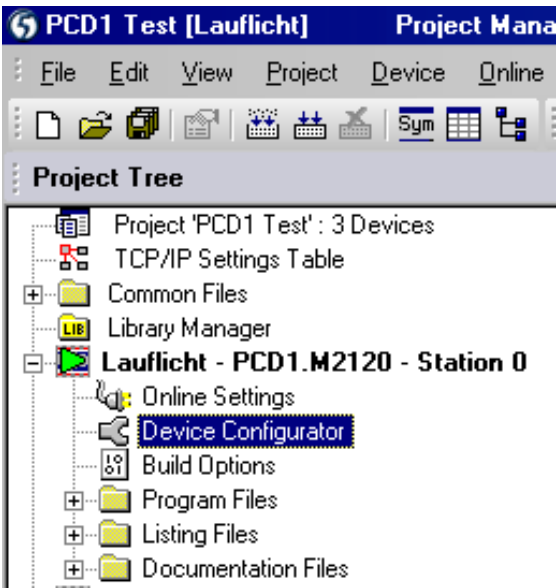 PCD1 Test [Lauflicht] Project Mana
File Edit View Project Device Online
Sym
Project Tree
Project 'PCD1 Test' : 3 Devices
TCP/IP Settings Table
Common Files
LIB Library Manager
Lauflicht - PCD1.M2120 - Station 0
Online Settings
Device Configurator
Build Options
Program Files
Listing Files
Documentation Files